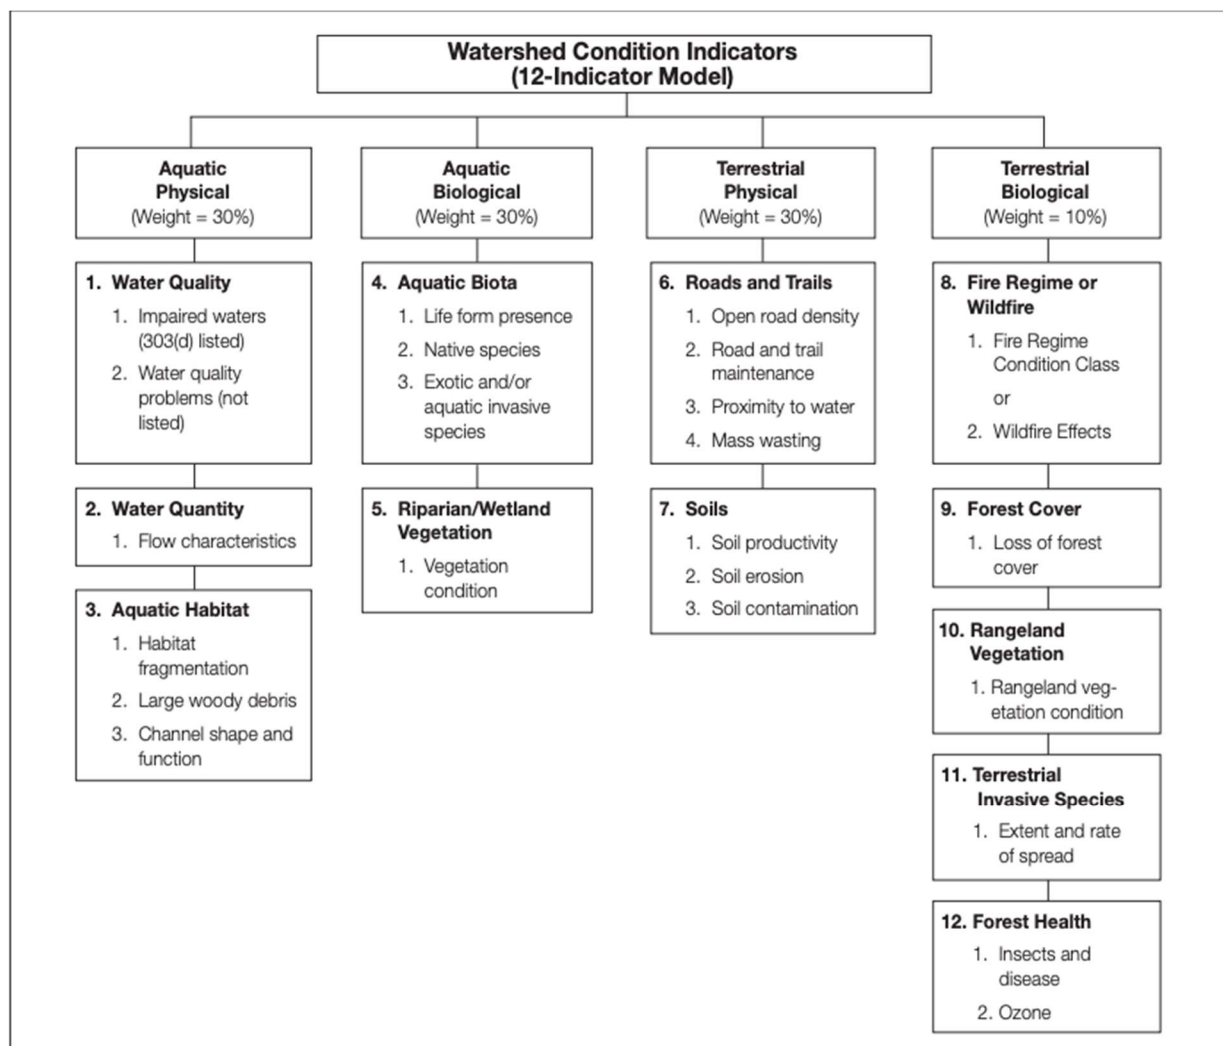 Watershed Condition Indicators
(12-Indicator Model)
Aquatic
Physical
(Weight = 30%)
1. Water Quality
1. Impaired waters
(303(d) listed)
2. Water quality
problems (not
listed)
2. Water Quantity
1. Flow characteristics
3. Aquatic Habitat
1. Habitat
fragmentation
2. Large woody debris
3. Channel shape and
function
Aquatic
Biological
(Weight = 30%)
4. Aquatic Biota
1. Life form presence
2. Native species
3. Exotic and/or
aquatic invasive
species
5. Riparian/Wetland
Vegetation
1. Vegetation
condition
Terrestrial
Physical
(Weight = 30%)
6. Roads and Trails
1. Open road density
2. Road and trail
maintenance
3. Proximity to water
4. Mass wasting
7. Soils
1. Soil productivity
2. Soil erosion
3. Soil contamination
Terrestrial
Biological
(Weight = 10%)
8. Fire Regime or
Wildfire
1. Fire Regime
Condition Class
or
2. Wildfire Effects
9. Forest Cover
1. Loss of forest
cover
10. Rangeland
Vegetation
1. Rangeland veg-
etation condition
11. Terrestrial
Invasive Species
1. Extent and rate
of spread
12. Forest Health
1. Insects and
disease
2. Ozone